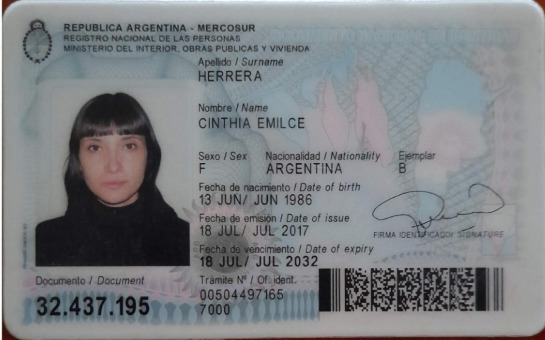 REPUBLICA ARGENTINA - MERCOSUR
REGISTRO NACIONAL DE LAS PERSONAS
MINISTERIO DEL INTERIOR, OBRAS PUBLICAS Y VIVIENDA
Apellido / Surname
HERRERA
Nombre / Name
CINTHIA EMILCE
Sexo / Sex Nacionalidad / Nationality Ejemplar
F ARGENTINA B
Fecha de nacimiento / Date of birth
13 JUN/ JUN 1986
Fecha de emisión / Date of issue
18 JUL/ JUL 2017
FIRMA IDENTIFICADO/ SIGNATURE
Fecha de vencimiento / Date of expiry
18 JUL/ JUL 2032
Documento / Document Trámite Nº / Of. ident.
32.437.195 00504497165
7000